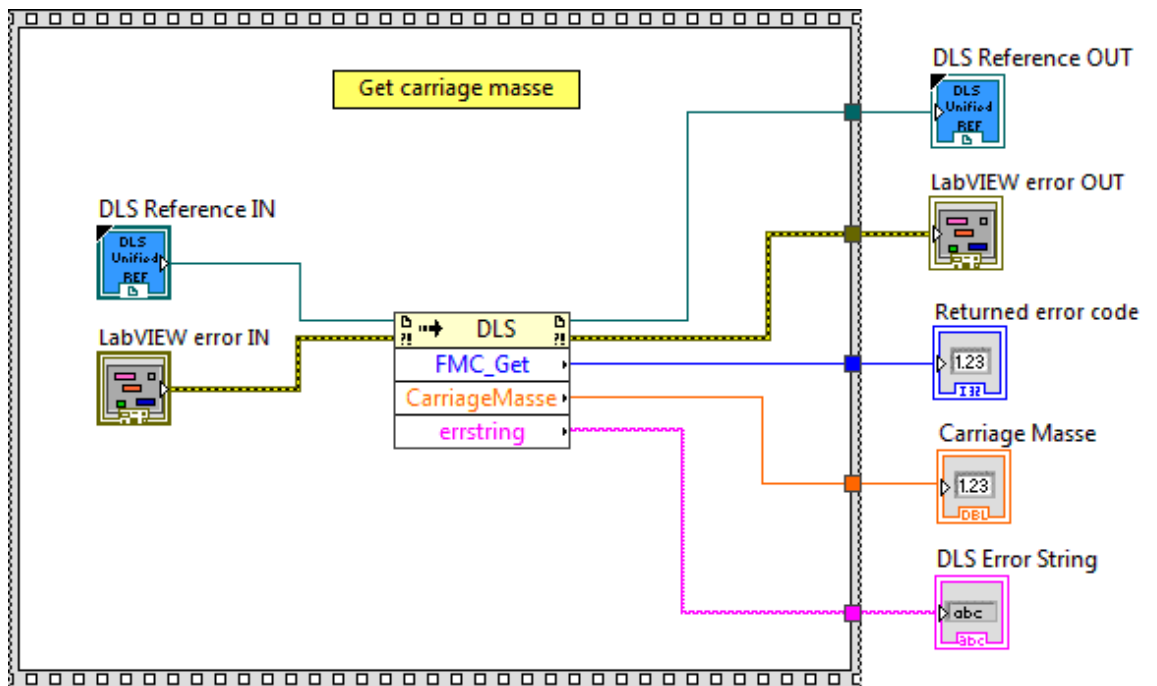 DLS Reference OUT
DLS
Unified
REF
Get carriage masse
LabVIEW error OUT
DLS Reference IN
DLS
Unified
REF
LabVIEW error IN
?!
DLS
?!
FMC_Get
CarriageMasse
errstring
Returned error code
1.23
I32
Carriage Masse
1.23
DBL
DLS Error String
abc
abc